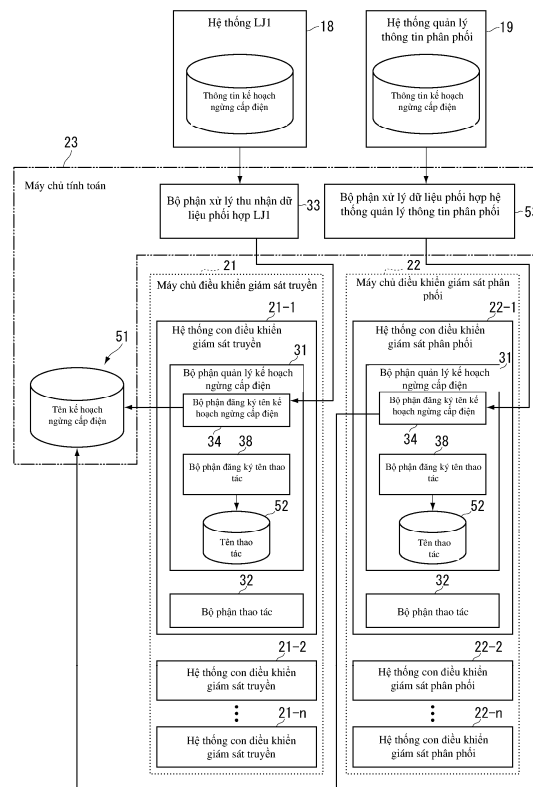 Hệ thống LJ1
18
Hệ thống quản lý
thông tin phân phối
19
Thông tin kế hoạch
ngừng cấp điện
Thông tin kế hoạch
ngừng cấp điện
23
Máy chủ tính toán
Bộ phận xử lý thu nhận dữ
liệu phối hợp LJ1
33
Bộ phận xử lý dữ liệu phối hợp hệ
thống quản lý thông tin phân phối
21
Máy chủ điều khiển giám sát truyền
22
Máy chủ điều khiển giám sát phân
phối
21-1
Hệ thống con điều khiển
giám sát truyền
22-1
Hệ thống con điều khiển
giám sát phân phối
51
Tên kế hoạch
ngừng cấp điện
31
Bộ phận quản lý kế hoạch
ngừng cấp điện
Bộ phận đăng ký tên kế
hoạch ngừng cấp điện
34
38
Bộ phận đăng ký tên thao
tác
52
Tên thao
tác
32
Bộ phận thao tác
31
Bộ phận quản lý kế hoạch
ngừng cấp điện
Bộ phận đăng ký tên kế
hoạch ngừng cấp điện
34
38
Bộ phận đăng ký tên thao
tác
52
Tên thao
tác
32
Bộ phận thao tác
21-2
Hệ thống con điều khiển
giám sát truyền
22-2
Hệ thống con điều khiển
giám sát phân phối
21-n
Hệ thống con điều khiển
giám sát truyền
22-n
Hệ thống con điều khiển
giám sát phân phối